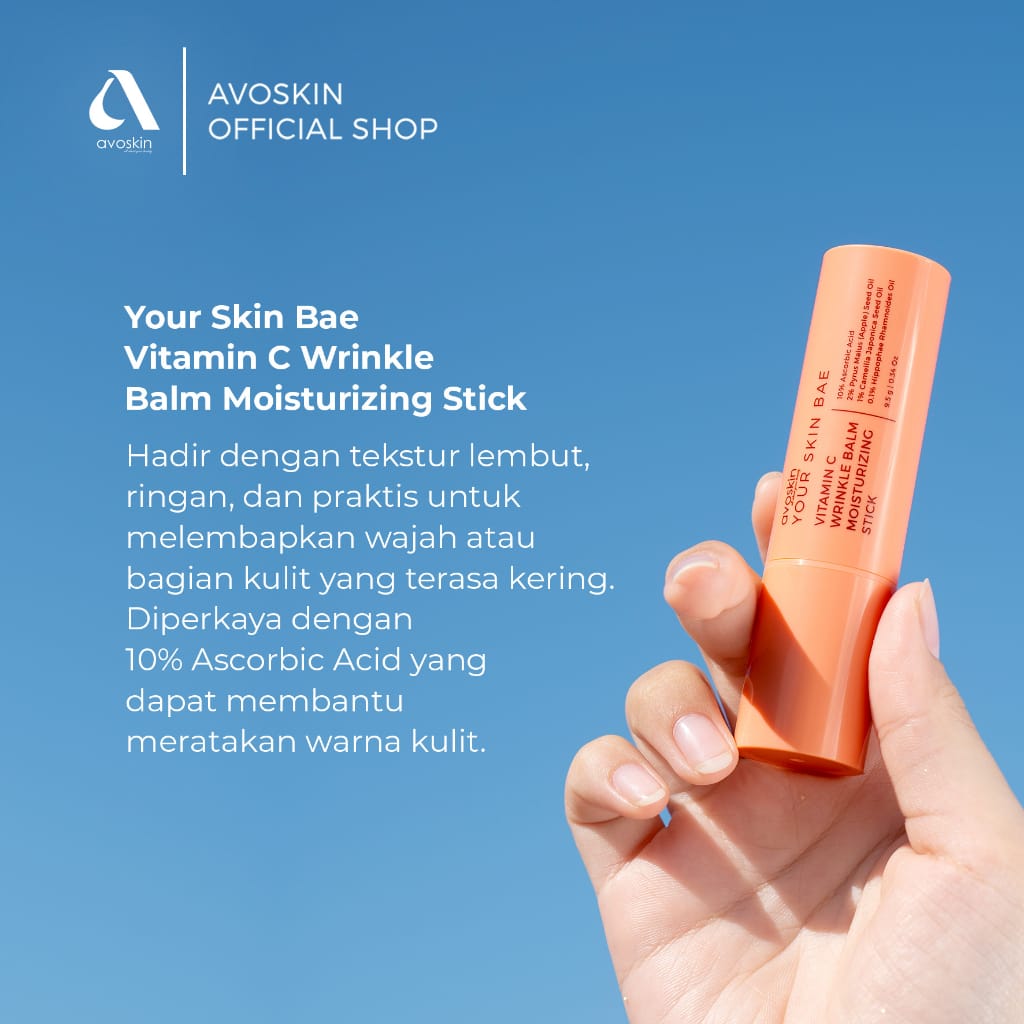 avoskin
AVOSKIN
OFFICIAL SHOP
Your Skin Bae
Vitamin C Wrinkle
Balm Moisturizing Stick
Hadir dengan tekstur lembut,
ringan, dan praktis untuk
melembapkan wajah atau
bagian kulit yang terasa kering.
Diperkaya dengan
10% Ascorbic Acid yang
dapat membantu
meratakan warna kulit.
avoskin
YOUR SKIN BAE
VITAMIN C
WRINKLE BALM
MOISTURIZING
STICK
10% Ascorbic Acid
2% Pyrus Malus (Apple) Seed Oil
1% Camellia Japonica Seed Oil
0.1% Hippophae Rhamnoides Oil
9.5 g | 0.34 Oz